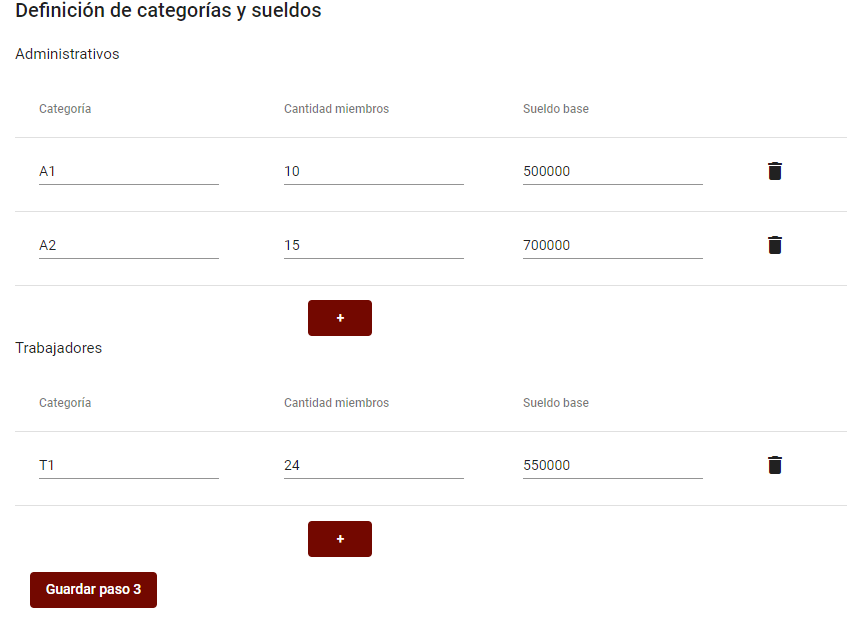 Definición de categorías y sueldos
Administrativos
Categoría Cantidad miembros Sueldo base
A1 10 500000
A2 15 700000
+
Trabajadores
Categoría Cantidad miembros Sueldo base
T1 24 550000
+
Guardar paso 3